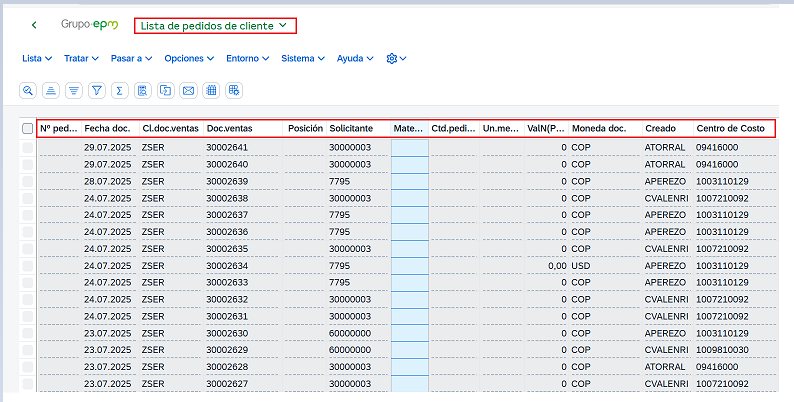 Grupo·epm Lista de pedidos de cliente
Lista Tratar Pasar a Opciones Entorno Sistema Ayuda
Nº ped... Fecha doc. Cl.doc.ventas Doc.ventas Posición Solicitante Mate... Ctd.pedi... Un.me... ValN(P... Moneda doc. Creado Centro de Costo
29.07.2025 ZSER 30002641 30000003 0 COP ATORRAL 09416000
29.07.2025 ZSER 30002640 30000003 0 COP ATORRAL 09416000
28.07.2025 ZSER 30002639 7795 0 COP APEREZO 1003110129
24.07.2025 ZSER 30002638 30000003 0 COP CVALENRI 1007210092
24.07.2025 ZSER 30002637 7795 0 COP APEREZO 1003110129
24.07.2025 ZSER 30002636 7795 0 COP APEREZO 1003110129
24.07.2025 ZSER 30002635 30000003 0 COP CVALENRI 1007210092
24.07.2025 ZSER 30002634 7795 0,00 USD APEREZO 1003110129
24.07.2025 ZSER 30002633 7795 0 COP APEREZO 1003110129
24.07.2025 ZSER 30002632 30000003 0 COP CVALENRI 1007210092
24.07.2025 ZSER 30002631 30000003 0 COP CVALENRI 1007210092
23.07.2025 ZSER 30002630 60000000 0 COP APEREZO 1003110129
23.07.2025 ZSER 30002629 60000000 0 COP CVALENRI 1009810030
23.07.2025 ZSER 30002628 30000003 0 COP ATORRAL 09416000
23.07.2025 ZSER 30002627 30000003 0 COP CVALENRI 1007210092